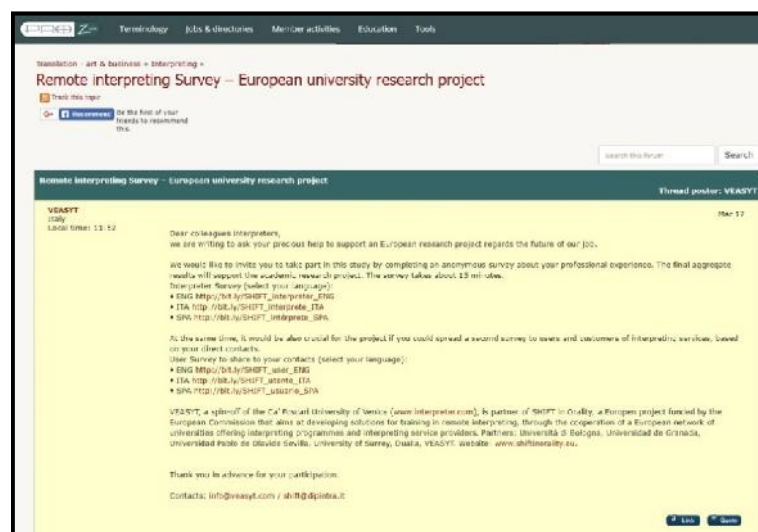 PRO Z
Terminology Jobs & directories Member activities Education Tools
Translation - art & business » Interpreting »
Remote interpreting Survey – European university research project
Track this topic
G+ Recommend Be the first of your
friends to recommend
this.
search this forum Search
Remote interpreting Survey – European university research project
Thread poster: VEASYT
VEASYT
Italy
Local time: 11:52
Mar 17
Dear colleagues interpreters,
we are writing to ask your precious help to support an European research project regards the future of our job.
We would like to invite you to take part in this study by completing an anonymous survey about your professional experience. The final aggregate
results will support the academic research project. The survey takes about 15 minutes.
Interpreter Survey (select your language):
• ENG http://bit.ly/SHIFT_interpreter_ENG
• ITA http://bit.ly/SHIFT_interprete_ITA
• SPA http://bit.ly/SHIFT_intérprete_SPA
At the same time, it would be also crucial for the project if you could spread a second survey to users and customers of interpreting services, based
on your direct contacts.
User Survey to share to your contacts (select your language):
• ENG http://bit.ly/SHIFT_user_ENG
• ITA http://bit.ly/SHIFT_utente_ITA
• SPA http://bit.ly/SHIFT_usuario_SPA
VEASYT, a spin-off of the Ca' Foscari University of Venice (www.interpreter.com), is partner of SHIFT in Orality, a Europen project funded by the
European Commission that aims at developing solutions for training in remote interpreting, through the cooperation of a European network of
universities offering interpreting programmes and interpreting service providers. Partners: Università di Bologna, Universidad de Granada,
Universidad Pablo de Olavide Sevilla, University of Surrey, Dualia, VEASYT. Website: www.shiftinorality.eu.
Thank you in advance for your participation.
Contacts: info@veasyt.com / shift@dipintra.it
Link Quote